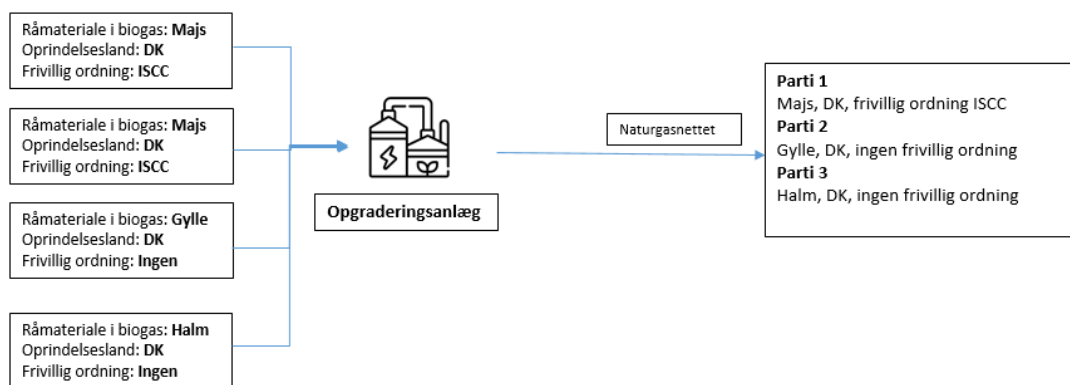 Råmateriale i biogas: Majs
Oprindelsesland: DK
Frivillig ordning: ISCC
Råmateriale i biogas: Majs
Oprindelsesland: DK
Frivillig ordning: ISCC
Råmateriale i biogas: Gylle
Oprindelsesland: DK
Frivillig ordning: Ingen
Råmateriale i biogas: Halm
Oprindelsesland: DK
Frivillig ordning: Ingen
Opgraderingsanlæg
Naturgasnettet
Parti 1
Majs, DK, frivillig ordning ISCC
Parti 2
Gylle, DK, ingen frivillig ordning
Parti 3
Halm, DK, ingen frivillig ordning